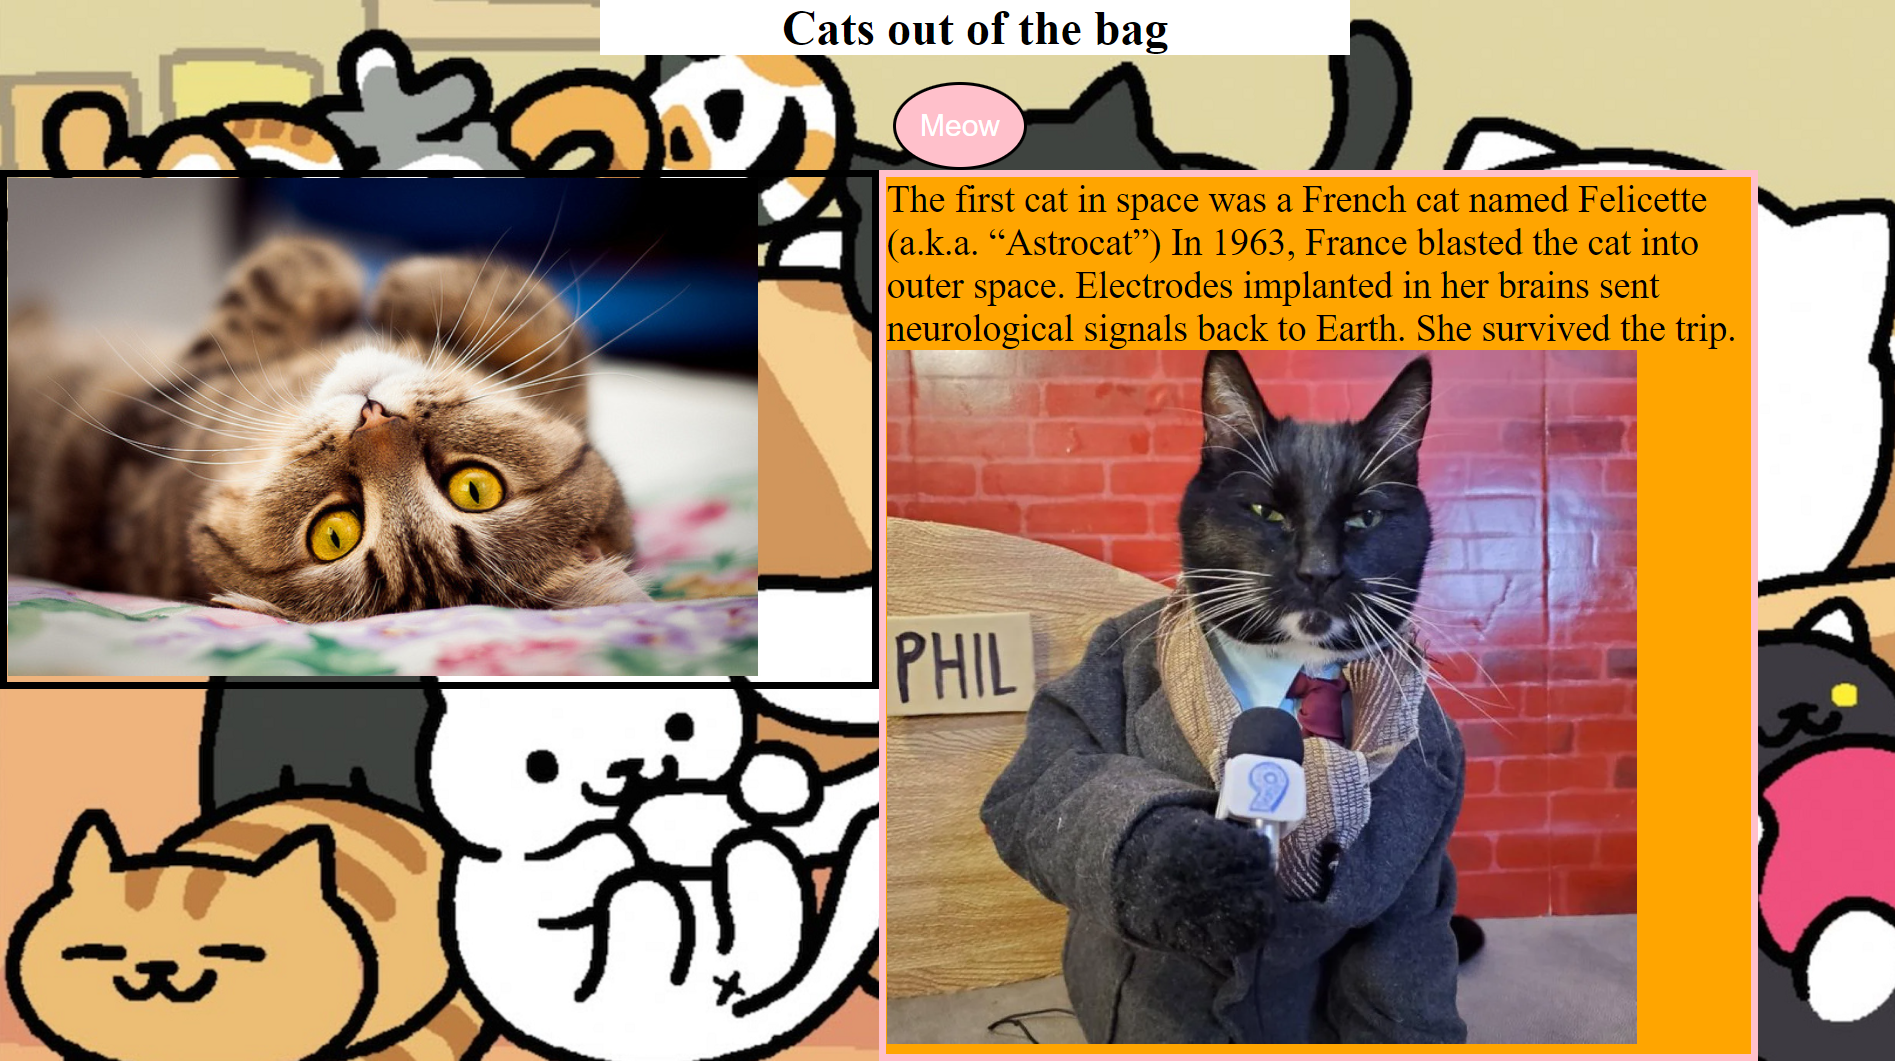 Cats out of the bag
Meow
The first cat in space was a French cat named Felicette
(a.k.a. “Astrocat”) In 1963, France blasted the cat into
outer space. Electrodes implanted in her brains sent
neurological signals back to Earth. She survived the trip.
PHIL
9